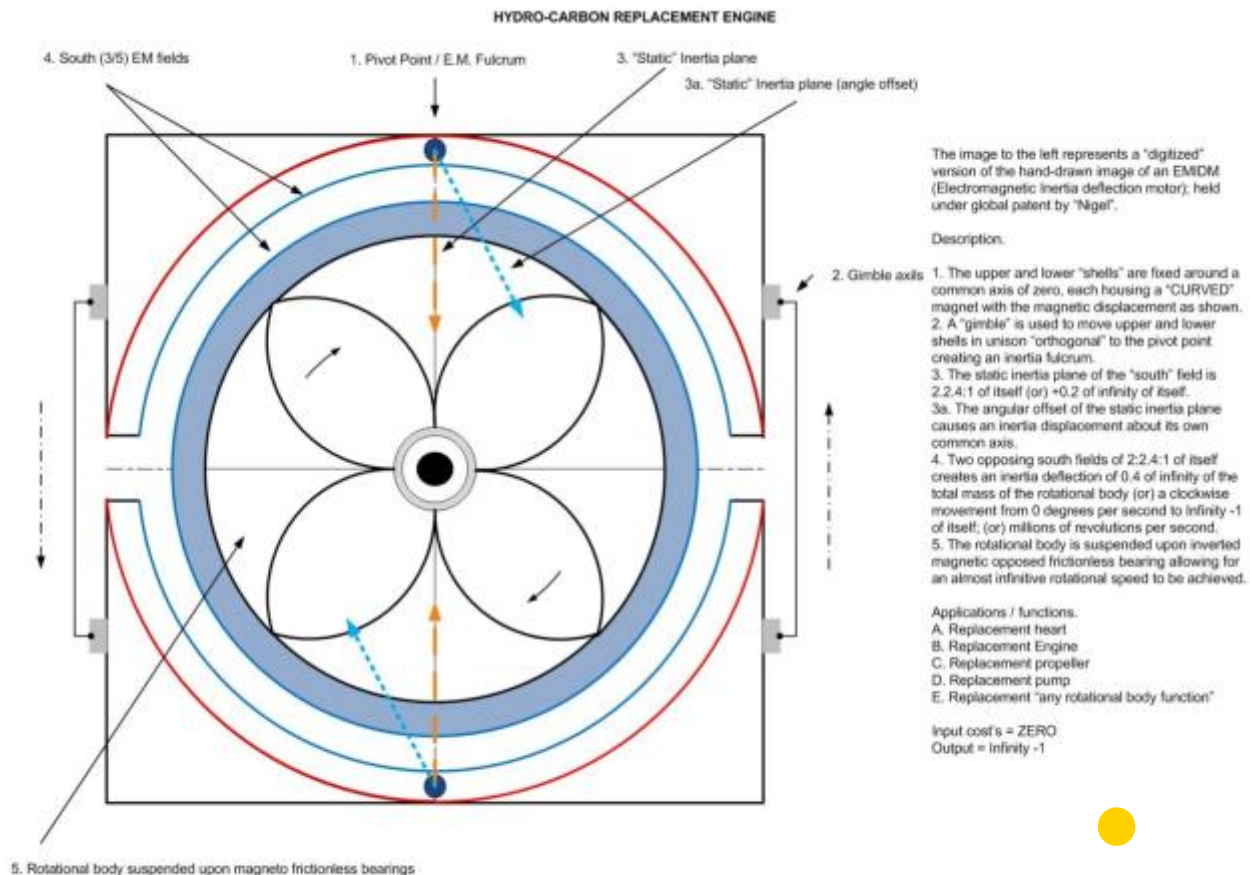 HYDRO-CARBON REPLACEMENT ENGINE
4. South (3/5) EM fields
1. Pivot Point / E.M. Fulcrum
3. "Static" Inertia plane
3a. "Static" Inertia plane (angle offset)
2. Gimble axils
The image to the left represents a "digitized"
version of the hand-drawn image of an EMIDM
(Electromagnetic Inertia deflection motor); held
under global patent by "Nigel".
Description.
1. The upper and lower "shells" are fixed around a
common axis of zero, each housing a "CURVED"
magnet with the magnetic displacement as shown.
2. A "gimble" is used to move upper and lower
shells in unison "orthogonal" to the pivot point
creating an inertia fulcrum.
3. The static inertia plane of the "south" field is
2.2.4:1 of itself (or) +0.2 of infinity of itself.
3a. The angular offset of the static inertia plane
causes an inertia displacement about its own
common axis.
4. Two opposing south fields of 2:2.4:1 of itself
creates an inertia deflection of 0.4 of infinity of the
total mass of the rotational body (or) a clockwise
movement from 0 degrees per second to Infinity -1
of itself; (or) millions of revolutions per second.
5. The rotational body is suspended upon inverted
magnetic opposed frictionless bearing allowing for
an almost infinitive rotational speed to be achieved.
Applications / functions.
A. Replacement heart
B. Replacement Engine
C. Replacement propeller
D. Replacement pump
E. Replacement "any rotational body function"
Input cost's = ZERO
Output = Infinity -1
5. Rotational body suspended upon magneto frictionless bearings